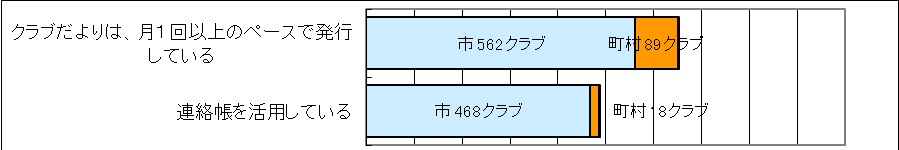 クラブだよりは、月1回以上のペースで発行
している
市562クラブ
町村89クラブ
連絡帳を活用している
市468クラブ
町村18クラブ